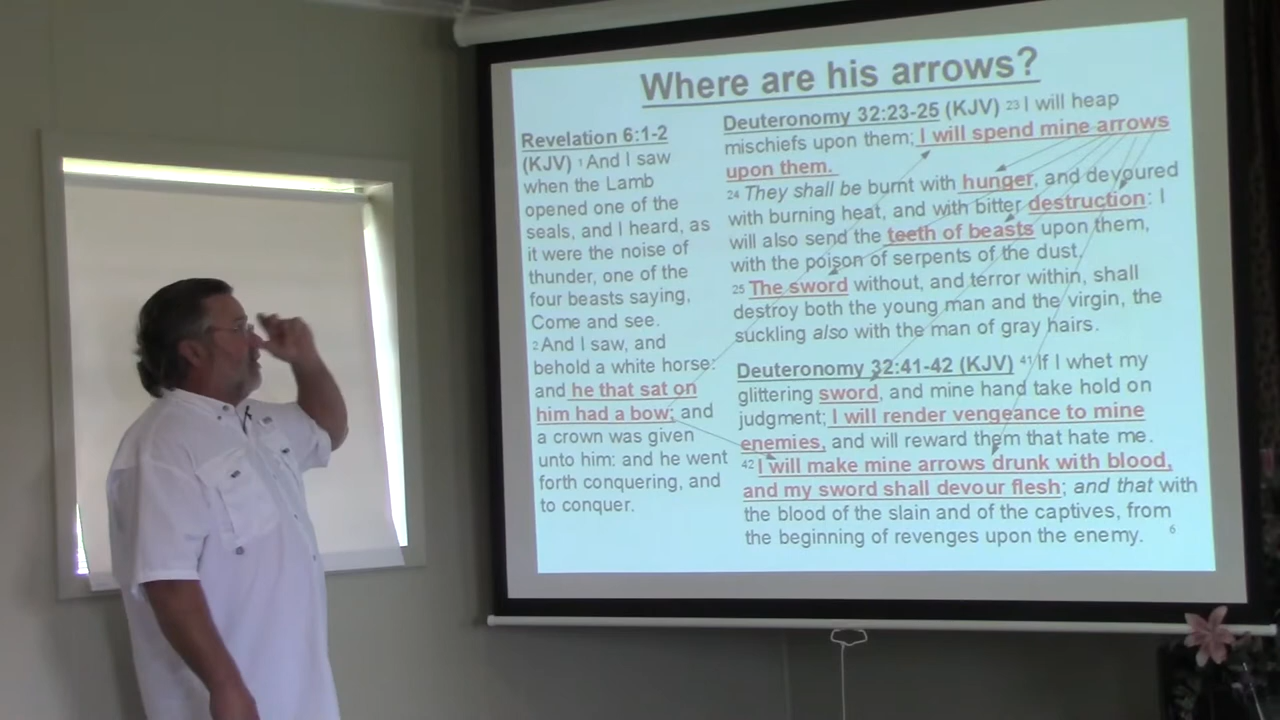 Where are his arrows?
Revelation 6:1-2
(KJV) 1 And I saw
when the Lamb
opened one of the
seals, and I heard, as
it were the noise of
thunder, one of the
four beasts saying,
Come and see.
2 And I saw, and
behold a white horse:
and he that sat on
him had a bow; and
a crown was given
unto him: and he went
forth conquering, and
to conquer.
Deuteronomy 32:23-25 (KJV) 23 I will heap
mischiefs upon them; I will spend mine arrows
upon them.
24 They shall be burnt with hunger, and devoured
with burning heat, and with bitter destruction: I
will also send the teeth of beasts upon them,
with the poison of serpents of the dust.
25 The sword without, and terror within, shall
destroy both the young man and the virgin, the
suckling also with the man of gray hairs.
Deuteronomy 32:41-42 (KJV) 41 If I whet my
glittering sword, and mine hand take hold on
judgment; I will render vengeance to mine
enemies, and will reward them that hate me.
42 I will make mine arrows drunk with blood,
and my sword shall devour flesh; and that with
the blood of the slain and of the captives, from
the beginning of revenges upon the enemy.
6